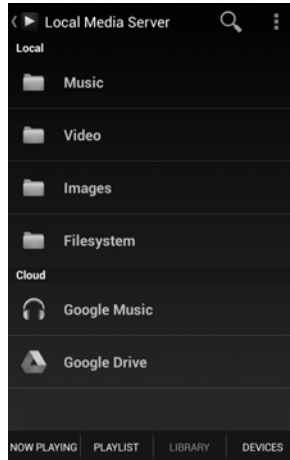 Local Media Server
Local
Music
Video
Images
Filesystem
Cloud
Google Music
Google Drive
NOW PLAYING PLAYLIST LIBRARY DEVICES